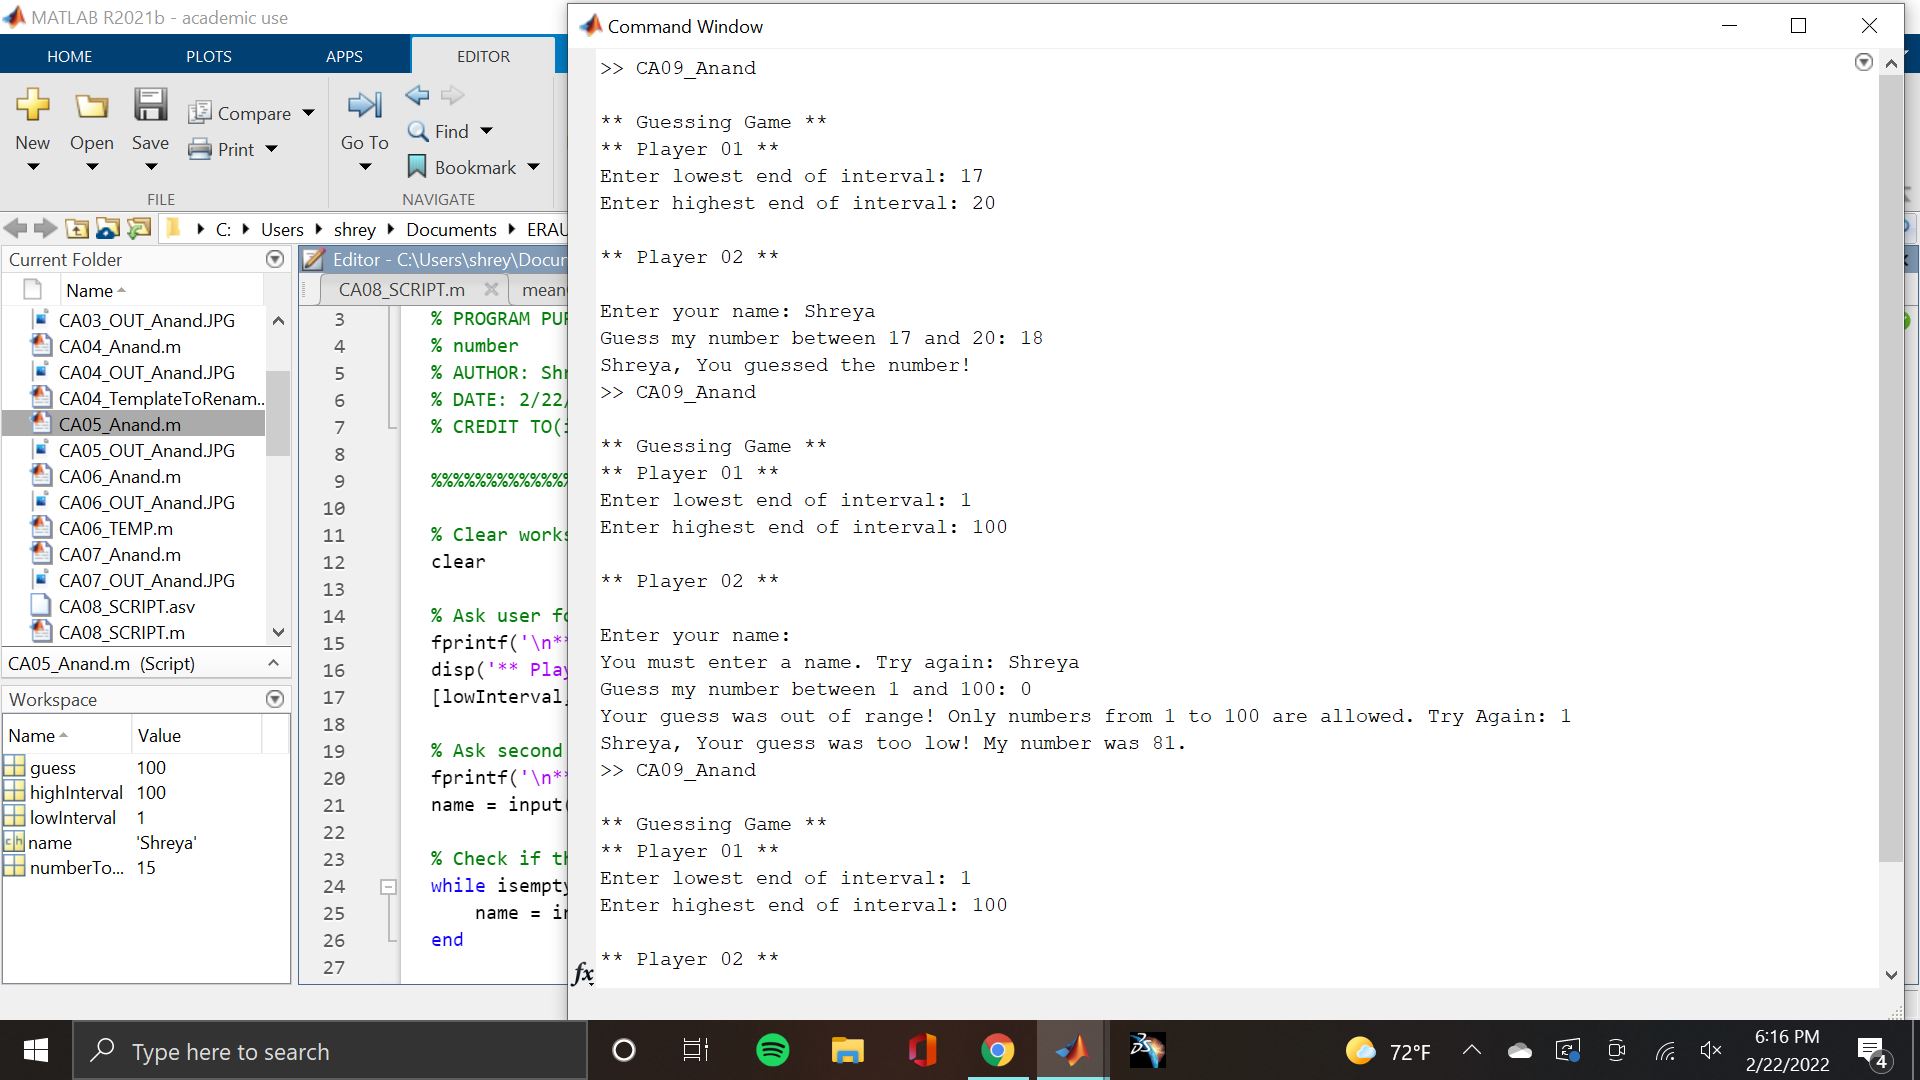 MATLAB R2021b - academic use
HOME PLOTS APPS EDITOR
New Open Save Compare Print
Go To Find Bookmark
FILE NAVIGATE
C: Users shrey Documents ERAU
Current Folder
Name
CA03_OUT_Anand.JPG
CA04_Anand.m
CA04_OUT_Anand.JPG
CA04_TemplateToRenam...
CA05_Anand.m
CA05_OUT_Anand.JPG
CA06_Anand.m
CA06_OUT_Anand.JPG
CA06_TEMP.m
CA07_Anand.m
CA07_OUT_Anand.JPG
CA08_SCRIPT.asv
CA08_SCRIPT.m
CA05_Anand.m (Script)
Workspace
Name Value
guess 100
highInterval 100
lowInterval 1
name 'Shreya'
numberTo... 15
Editor - C:\Users\shrey\Docu
CA08_SCRIPT.m mean
3 % PROGRAM PU
4 % number
5 % AUTHOR: Sh
6 % DATE: 2/22/
7 % CREDIT TO(
8
9 %%%%%%%%%%%%
10
11 % Clear works
12 clear
13
14 % Ask user fo
15 fprintf('\n**
16 disp('** Play
17 [lowInterval
18
19 % Ask second
20 fprintf('\n**
21 name = input(
22
23 % Check if th
24 while isempty
25 name = in
26 end
27
Command Window
>> CA09_Anand
** Guessing Game **
** Player 01 **
Enter lowest end of interval: 17
Enter highest end of interval: 20
** Player 02 **
Enter your name: Shreya
Guess my number between 17 and 20: 18
Shreya, You guessed the number!
>> CA09_Anand
** Guessing Game **
** Player 01 **
Enter lowest end of interval: 1
Enter highest end of interval: 100
** Player 02 **
Enter your name:
You must enter a name. Try again: Shreya
Guess my number between 1 and 100: 0
Your guess was out of range! Only numbers from 1 to 100 are allowed. Try Again: 1
Shreya, Your guess was too low! My number was 81.
>> CA09_Anand
** Guessing Game **
** Player 01 **
Enter lowest end of interval: 1
Enter highest end of interval: 100
** Player 02 **
fx
Type here to search
72°F
6:16 PM
2/22/2022
4